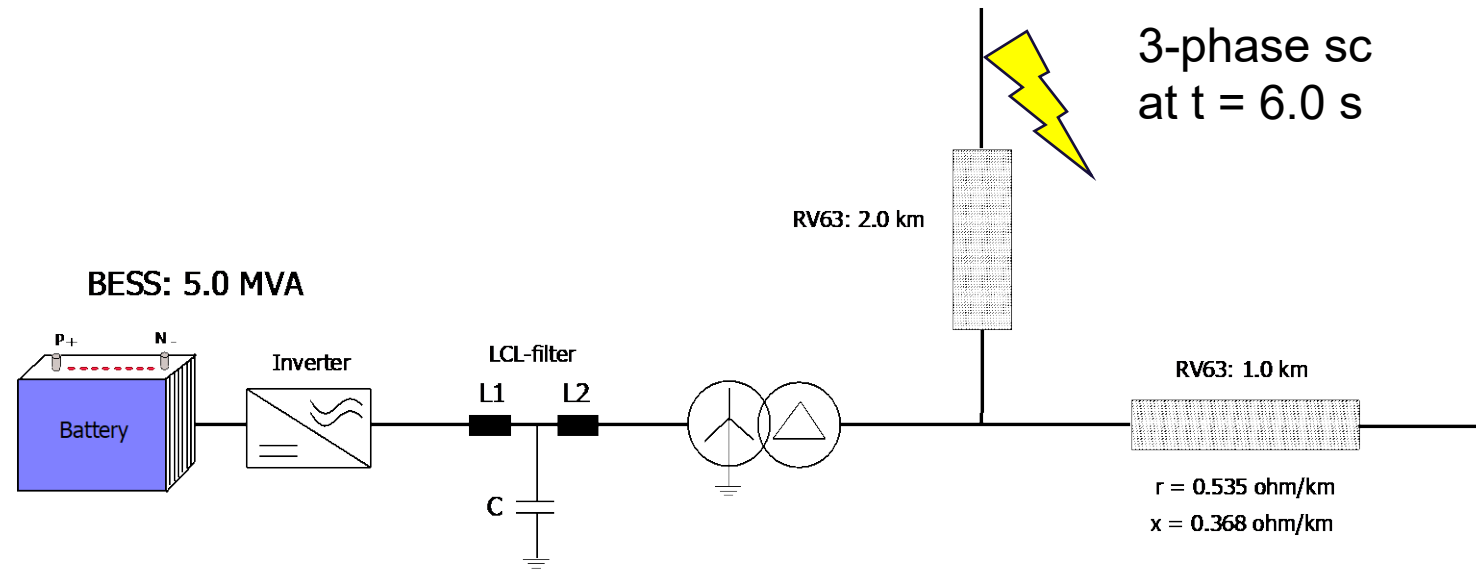 3-phase sc
at t = 6.0 s
RV63: 2.0 km
BESS: 5.0 MVA
P+
N-
Inverter
LCL-filter
L1
L2
RV63: 1.0 km
Battery
C
r = 0.535 ohm/km
x = 0.368 ohm/km